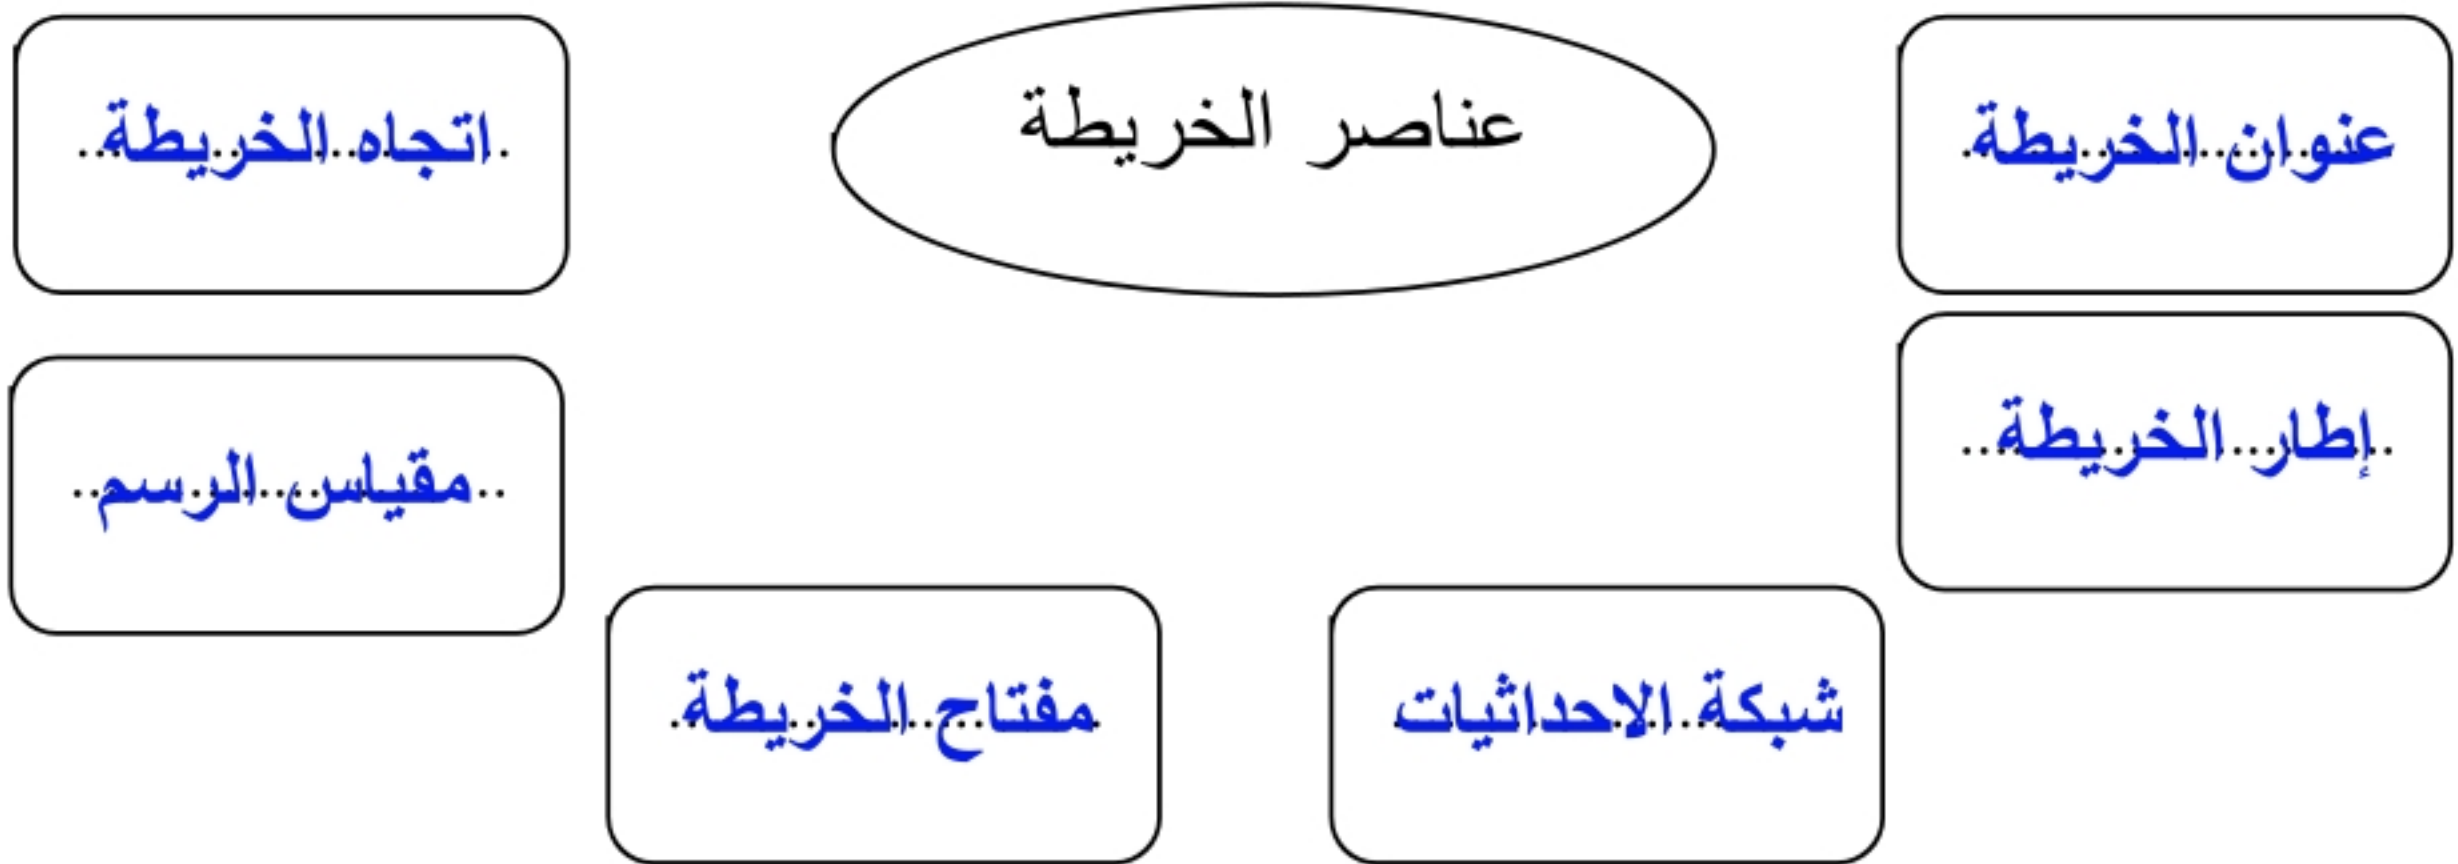 عناصر الخريطة
عنوان الخريطة
اتجاه الخريطة
إطار الخريطة
مقياس الرسم
شبكة الاحداثيات
مفتاح الخريطة